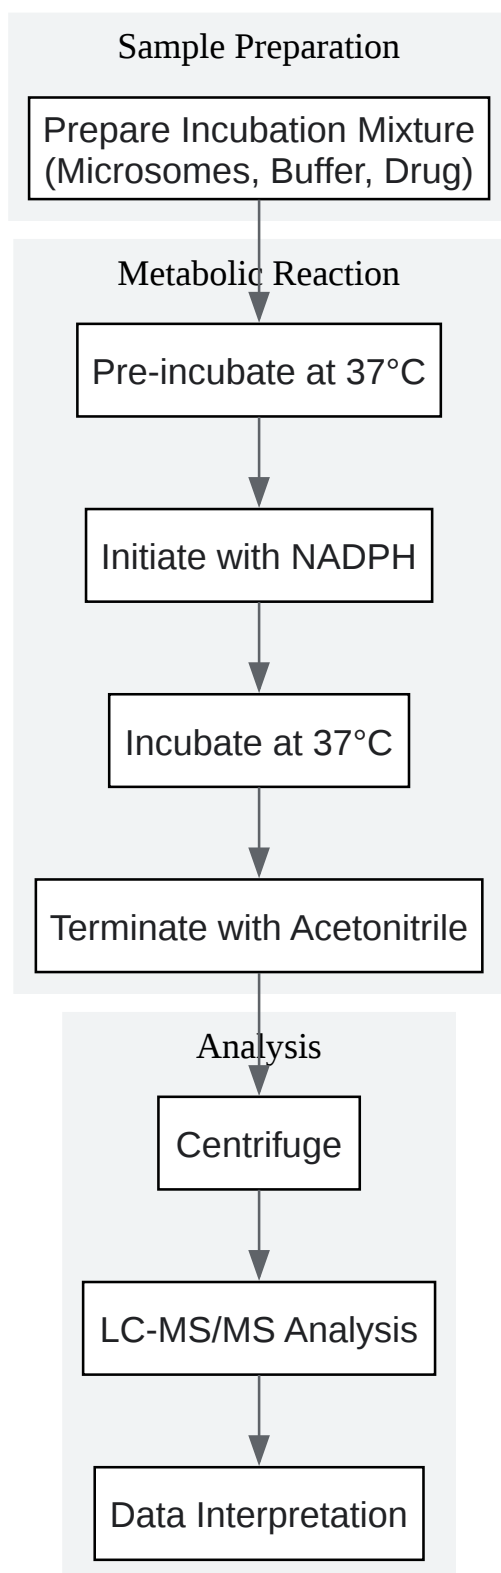 Sample Preparation
Prepare Incubation Mixture
(Microsomes, Buffer, Drug)
Metabolic Reaction
Pre-incubate at 37°C
Initiate with NADPH
Incubate at 37°C
Terminate with Acetonitrile
Analysis
Centrifuge
LC-MS/MS Analysis
Data Interpretation